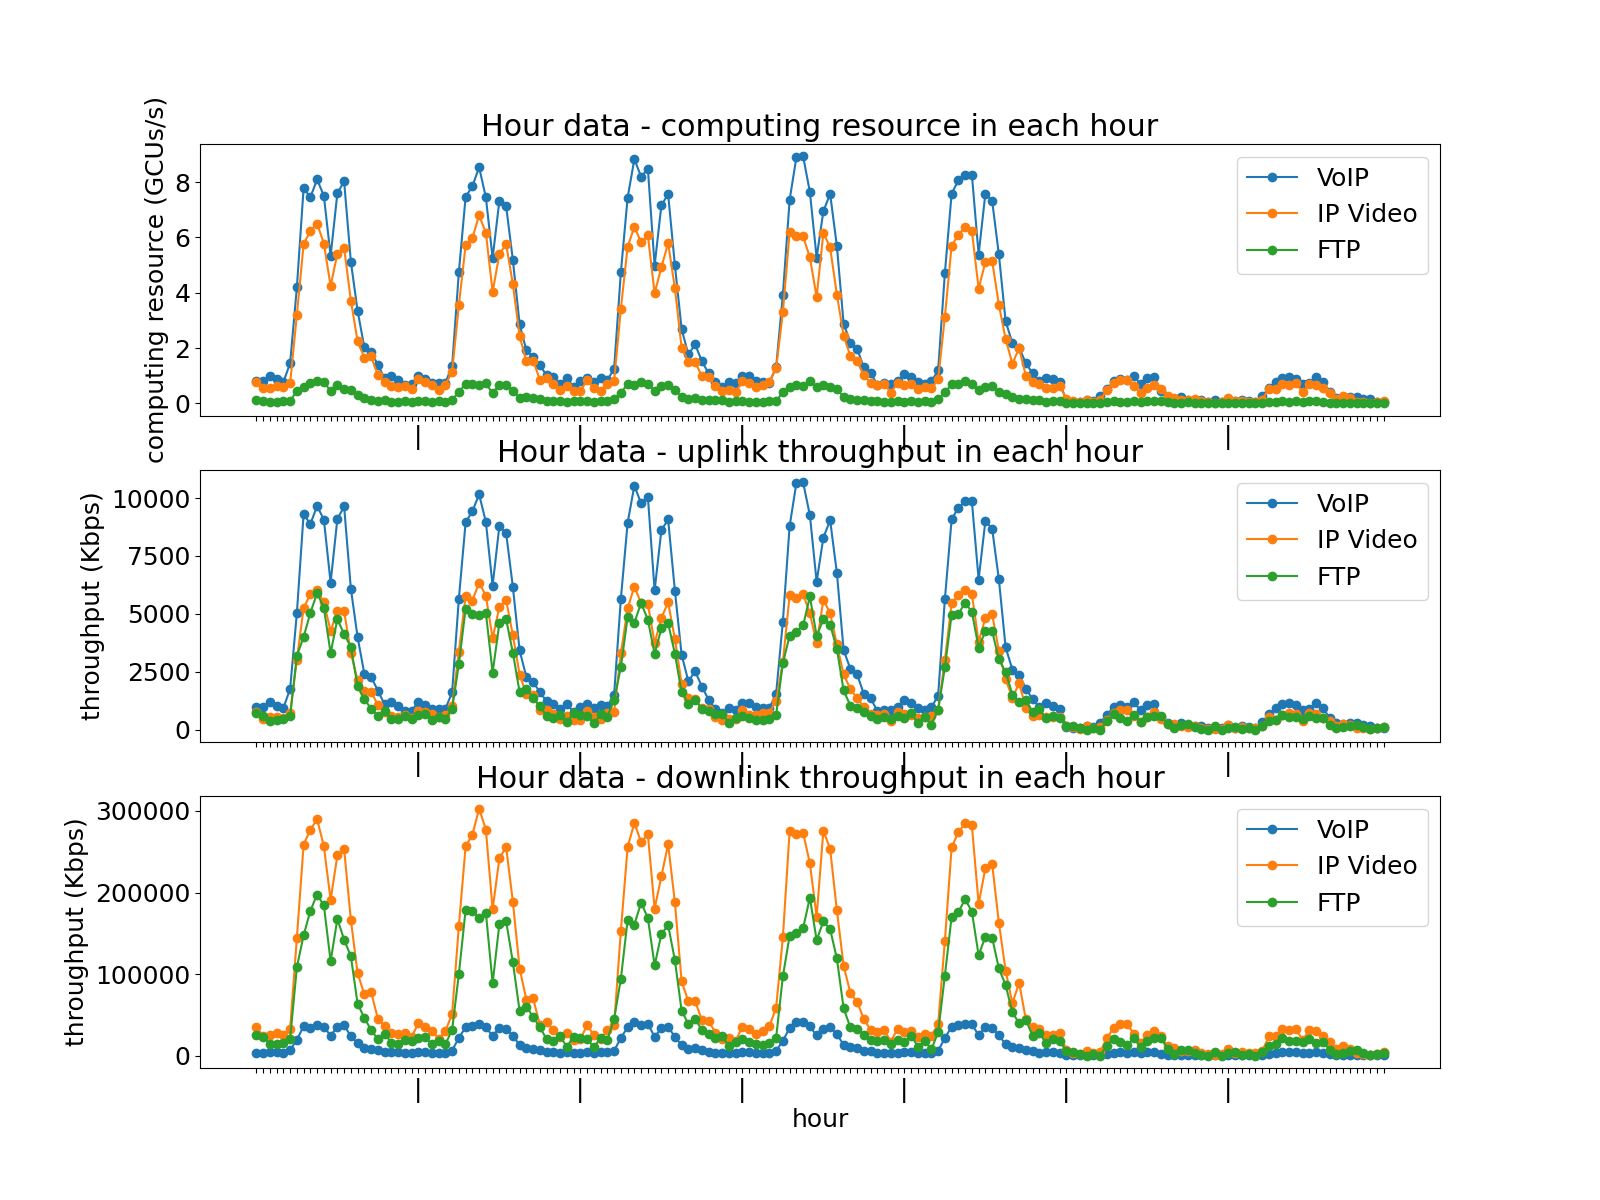 Hour data - computing resource in each hour
computing resource (GCUs/s)
8
6
4
2
0
VoIP
IP Video
FTP
| | | | | |
Hour data - uplink throughput in each hour
throughput (Kbps)
10000
7500
5000
2500
0
VoIP
IP Video
FTP
| | | | | |
Hour data - downlink throughput in each hour
throughput (Kbps)
300000
200000
100000
0
VoIP
IP Video
FTP
| | | | | |
hour